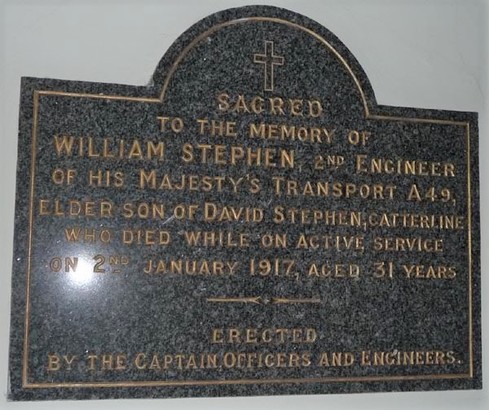 SACRED
TO THE MEMORY OF
WILLIAM STEPHEN, 2ND ENGINEER
OF HIS MAJESTY'S TRANSPORT A49,
ELDER SON OF DAVID STEPHEN, CATTERLINE
WHO DIED WHILE ON ACTIVE SERVICE
ON 2ND JANUARY 1917, AGED 31 YEARS
ERECTED
BY THE CAPTAIN OFFICERS AND ENGINEERS.